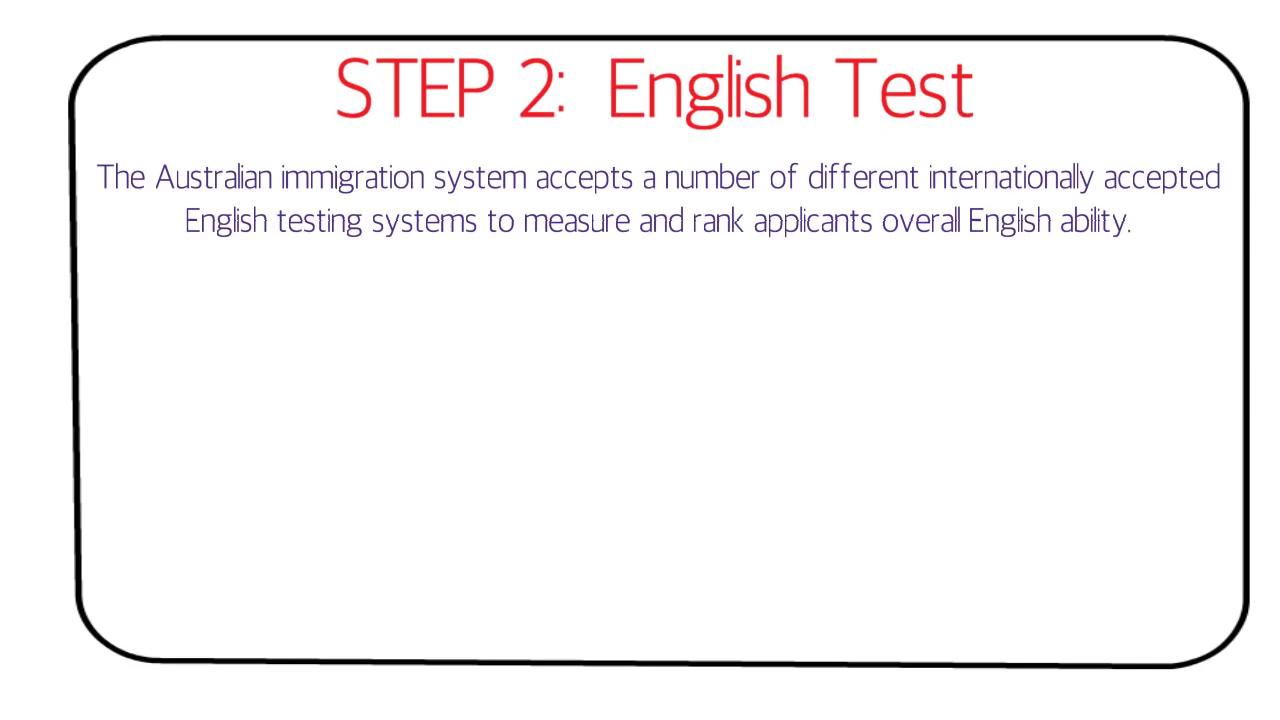 STEP 2: English Test
The Australian immigration system accepts a number of different internationally accepted
English testing systems to measure and rank applicants overall English ability.